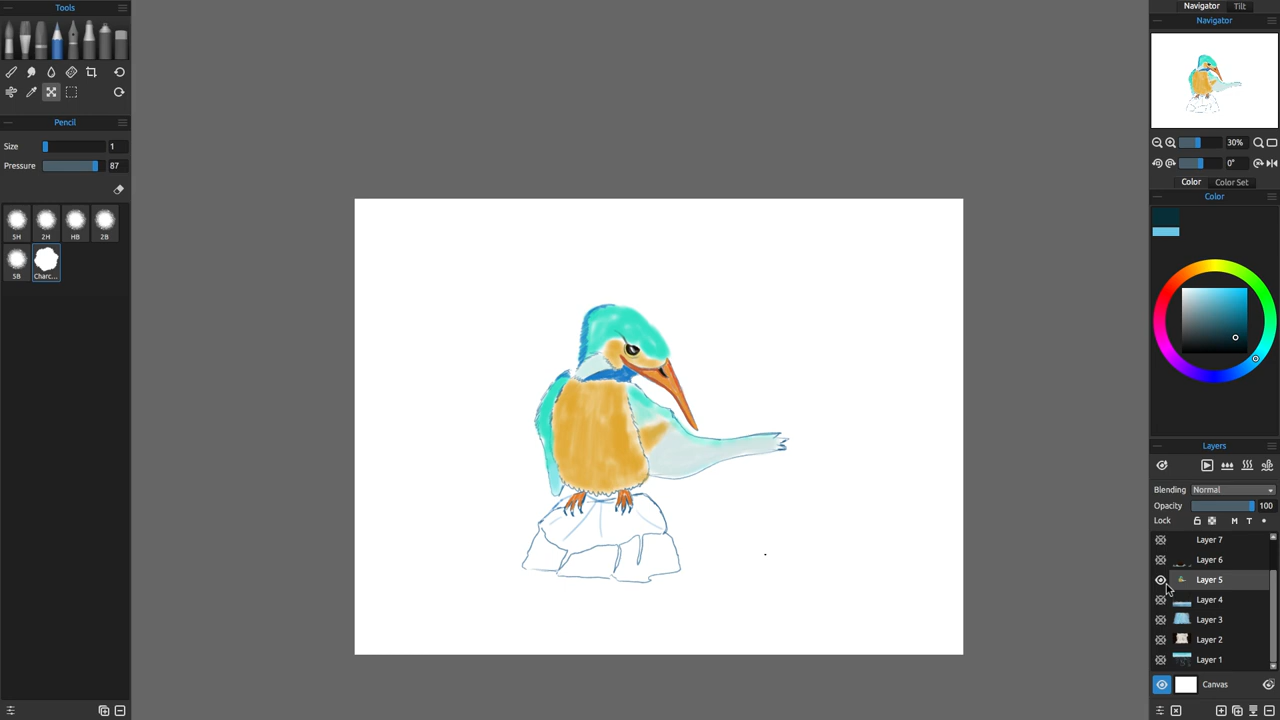 Tools
Pencil
Size 1
Pressure 87
5H 2H HB 2B
5B Charc...
Navigator Tilt
Navigator
30%
0°
Color Color Set
Color
Layers
Blending Normal
Opacity 100
Lock M T
Layer 7
Layer 6
Layer 5
Layer 4
Layer 3
Layer 2
Layer 1
Canvas